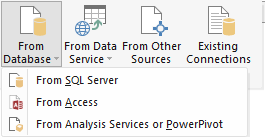 From Database
From Data Service
From Other Sources
Existing Connections
From SQL Server
From Access
From Analysis Services or PowerPivot